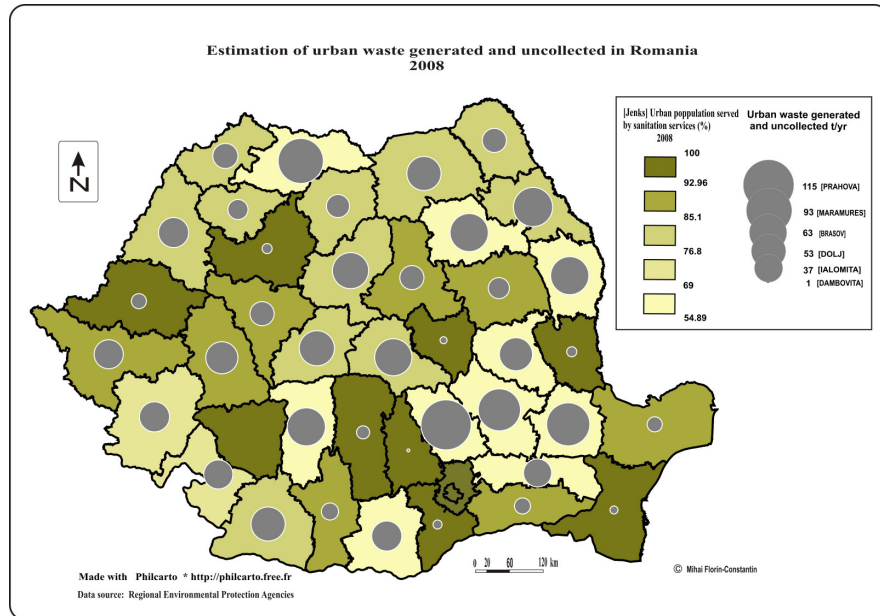 Estimation of urban waste generated and uncollected in Romania
2008
N
[Jenks] Urban poppulation served
by sanitation services (%)
2008
100
92.96
85.1
76.8
69
54.89
Urban waste generated
and uncollected t/yr
115 [PRAHOVA]
93 [MARAMURES]
63 [BRASOV]
53 [DOLJ]
37 [IALOMITA]
1 [DAMBOVITA]
0 20 60 120 km
© Mihai Florin-Constantin
Made with Philcarto * http://philcarto.free.fr
Data source: Regional Environmental Protection Agencies